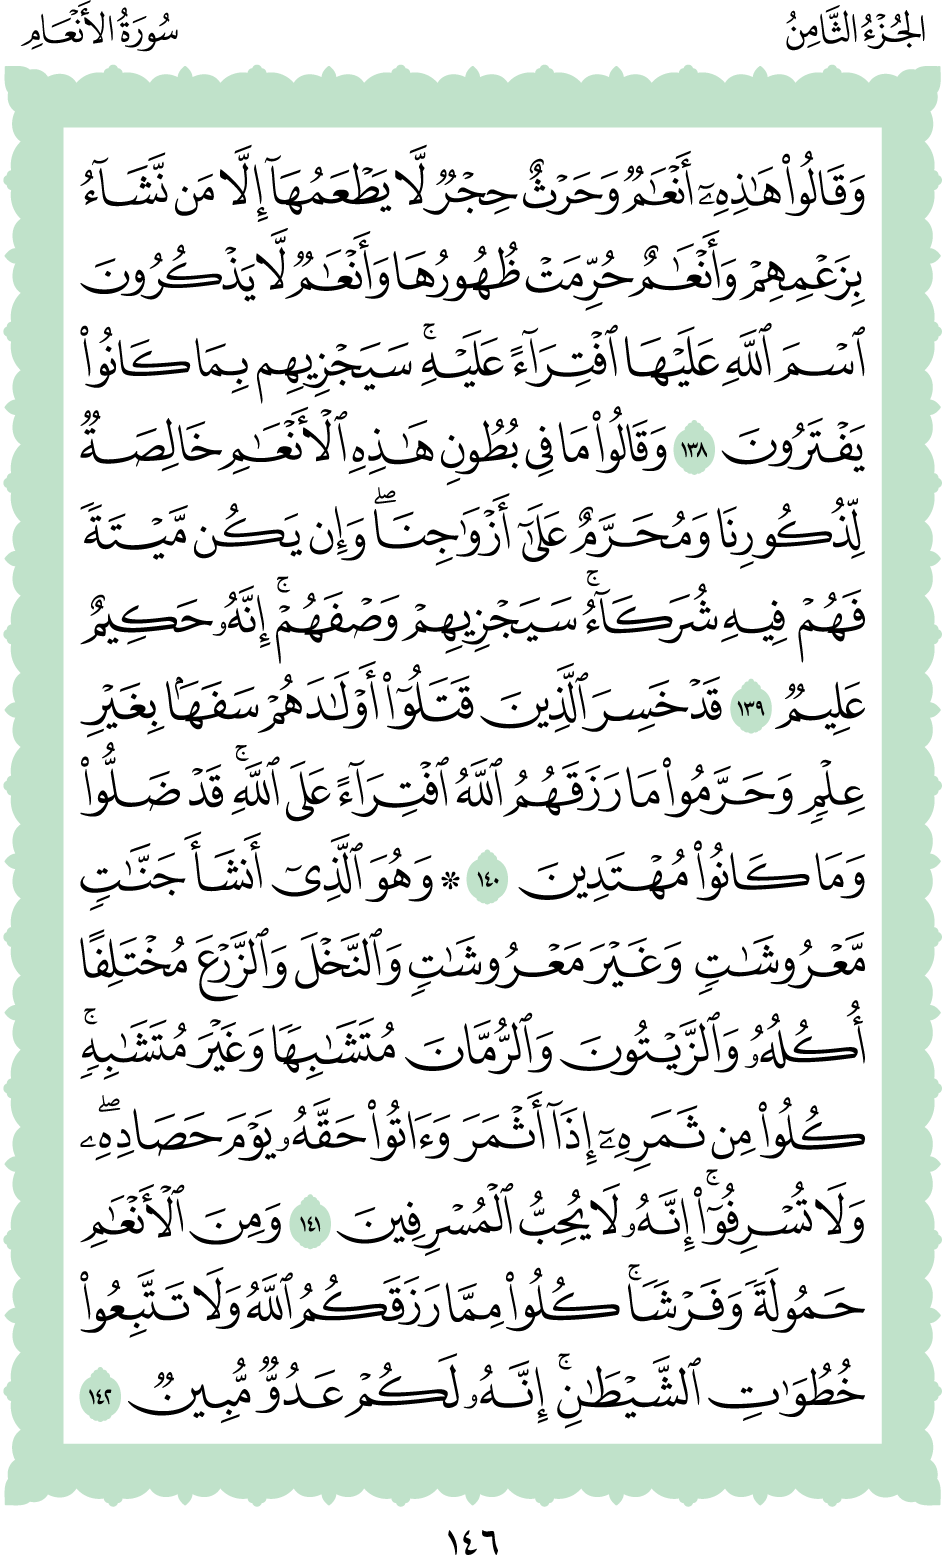 الجُزْءُ الثَّامِنُ
سُورَةُ الأَنْعَامِ
وَقَالُوا۟ هَـٰذِهِۦٓ أَنْعَـٰمٌ وَحَرْثٌ حِجْرٌ لَّا يَطْعَمُهَآ إِلَّا مَن نَّشَآءُ
بِزَعْمِهِمْ وَأَنْعَـٰمٌ حُرِّمَتْ ظُهُورُهَا وَأَنْعَـٰمٌ لَّا يَذْكُرُونَ
ٱسْمَ ٱللَّهِ عَلَيْهَا ٱفْتِرَآءً عَلَيْهِ ۚ سَيَجْزِيهِم بِمَا كَانُوا۟
يَفْتَرُونَ ١٣٨ وَقَالُوا۟ مَا فِى بُطُونِ هَـٰذِهِ ٱلْأَنْعَـٰمِ خَالِصَةٌ
لِّذُكُورِنَا وَمُحَرَّمٌ عَلَىٰٓ أَزْوَٰجِنَا ۖ وَإِن يَكُن مَّيْتَةً
فَهُمْ فِيهِ شُرَكَآءُ ۚ سَيَجْزِيهِمْ وَصْفَهُمْ ۚ إِنَّهُۥ حَكِيمٌ
عَلِيمٌ ١٣٩ قَدْ خَسِرَ ٱلَّذِينَ قَتَلُوٓا۟ أَوْلَـٰدَهُمْ سَفَهًۢا بِغَيْرِ
عِلْمٍ وَحَرَّمُوا۟ مَا رَزَقَهُمُ ٱللَّهُ ٱفْتِرَآءً عَلَى ٱللَّهِ ۚ قَدْ ضَلُّوا۟
وَمَا كَانُوا۟ مُهْتَدِينَ ١٤٠ ۞ وَهُوَ ٱلَّذِىٓ أَنشَأَ جَنَّـٰتٍ
مَّعْرُوشَـٰتٍ وَغَيْرَ مَعْرُوشَـٰتٍ وَٱلنَّخْلَ وَٱلزَّرْعَ مُخْتَلِفًا
أُكُلُهُۥ وَٱلزَّيْتُونَ وَٱلرُّمَّانَ مُتَشَـٰبِهًا وَغَيْرَ مُتَشَـٰبِهٍ ۚ
كُلُوا۟ مِن ثَمَرِهِۦٓ إِذَآ أَثْمَرَ وَءَاتُوا۟ حَقَّهُۥ يَوْمَ حَصَادِهِۦ ۖ
وَلَا تُسْرِفُوٓا۟ ۚ إِنَّهُۥ لَا يُحِبُّ ٱلْمُسْرِفِينَ ١٤١ وَمِنَ ٱلْأَنْعَـٰمِ
حَمُولَةً وَفَرْشًا ۚ كُلُوا۟ مِمَّا رَزَقَكُمُ ٱللَّهُ وَلَا تَتَّبِعُوا۟
خُطُوَٰتِ ٱلشَّيْطَـٰنِ ۚ إِنَّهُۥ لَكُمْ عَدُوٌّ مُّبِينٌ ١٤٢
١٤٦